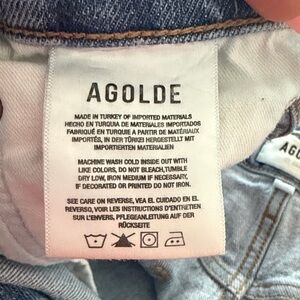 AGOLDE
MADE IN TURKEY OF IMPORTED MATERIALS
HECHO EN TURQUIA DE MATERIALES IMPORTADOS
FABRIQUÉ EN TURQUIE A PARTIR DE MATÉRIAUX
IMPORTÉS, IN DER TÜRKEI HERGESTELLT MIT
IMPORTIERTEN MATERIALIEN
MACHINE WASH COLD INSIDE OUT WITH
LIKE COLORS, DO NOT BLEACH,TUMBLE
DRY LOW, IRON MEDIUM IF NECESSARY,
IF DECORATED OR PRINTED DO NOT IRON.
SEE CARE ON REVERSE, VEA EL CUIDADO EN EL
REVERSO, VOIR LES INSTRUCTIONS D'ENTRETIEN
SUR L'ENVERS, PFLEGEANLEITUNG AUF DER
RÜCKSEITE
AG